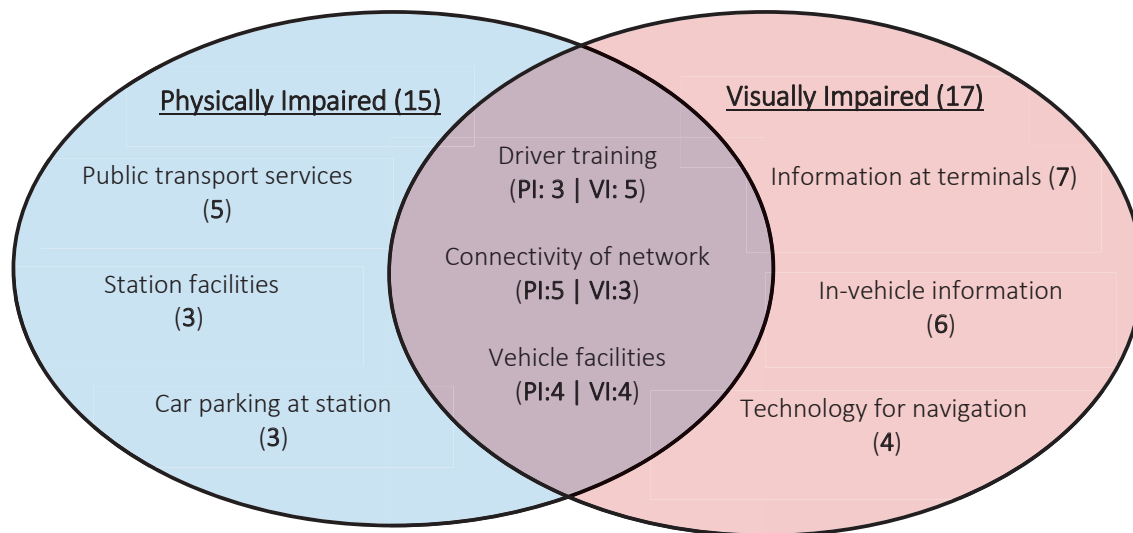 Physically Impaired (15)
Public transport services
(5)
Station facilities
(3)
Car parking at station
(3)
Driver training
(PI: 3 | VI: 5)
Connectivity of network
(PI:5 | VI:3)
Vehicle facilities
(PI:4 | VI:4)
Visually Impaired (17)
Information at terminals (7)
In-vehicle information
(6)
Technology for navigation
(4)